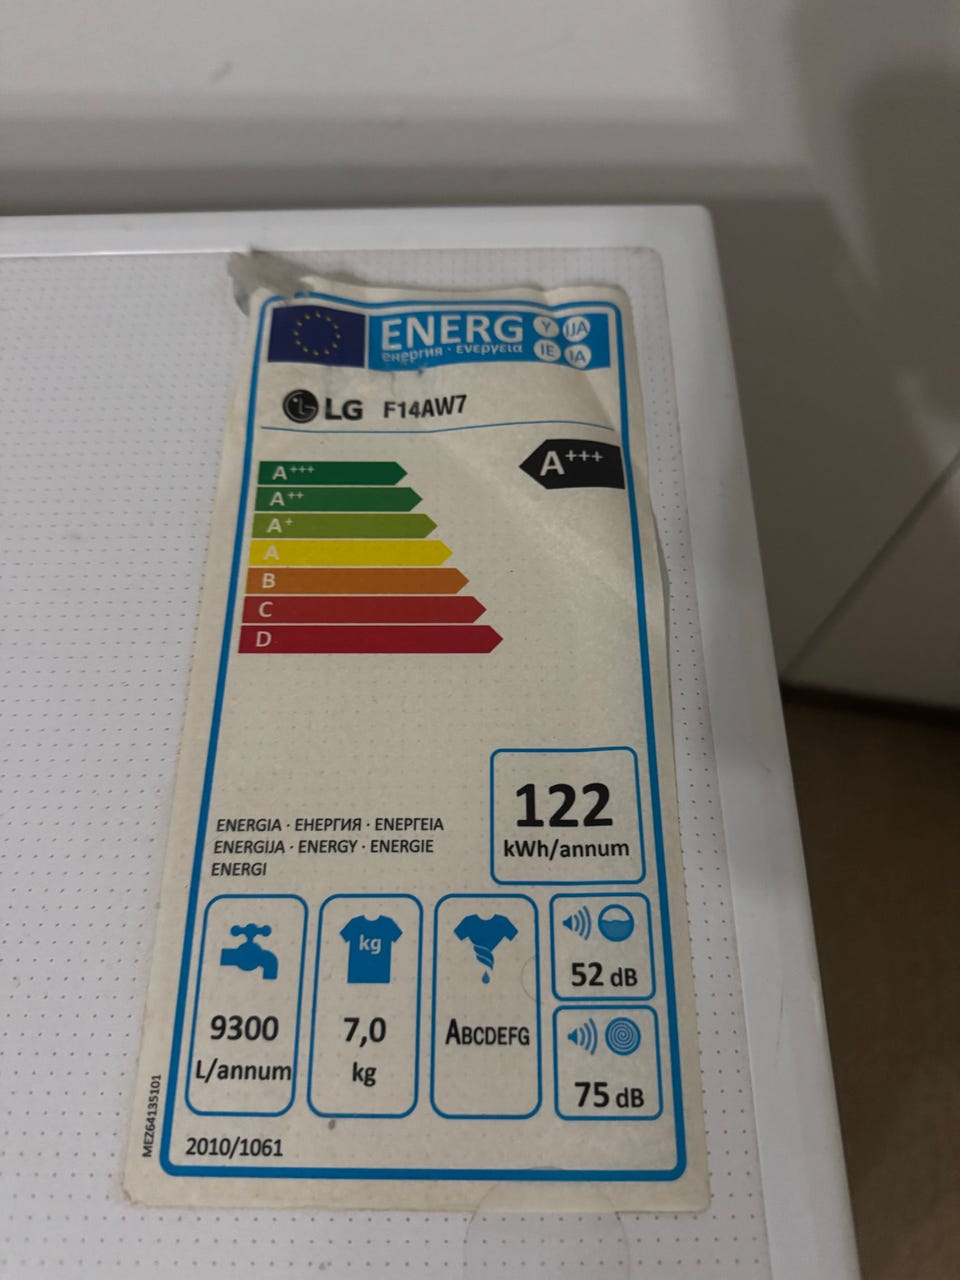 ENERG Y IJA
енергия · ενεργεια IE IA
LG F14AW7
A+++
A+++
A++
A+
A
B
C
D
122
kWh/annum
ENERGIA · ЕНЕРГИЯ · ΕΝΕΡΓΕΙΑ
ENERGIJA · ENERGY · ENERGIE
ENERGI
9300
L/annum
kg
7,0
kg
ABCDEFG
52 dB
75 dB
MEZ64135101
2010/1061